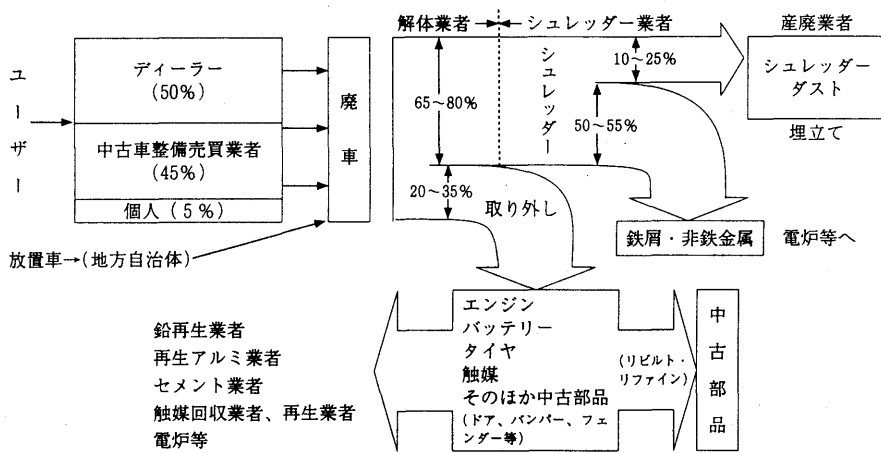 ユーザー
ディーラー
(50%)
中古車整備売買業者
(45%)
個人(5%)
放置車→(地方自治体)
廃車
解体業者
シュレッダー業者
産廃業者
65〜80%
シュレッダー
10〜25%
50〜55%
シュレッダー
ダスト
埋立て
20〜35%
取り外し
鉄屑・非鉄金属
電炉等へ
鉛再生業者
再生アルミ業者
セメント業者
触媒回収業者、再生業者
電炉等
エンジン
バッテリー
タイヤ
触媒
そのほか中古部品
(ドア、バンパー、フェ
ンダー等)
(リビルト・
リファイン)
中古部品